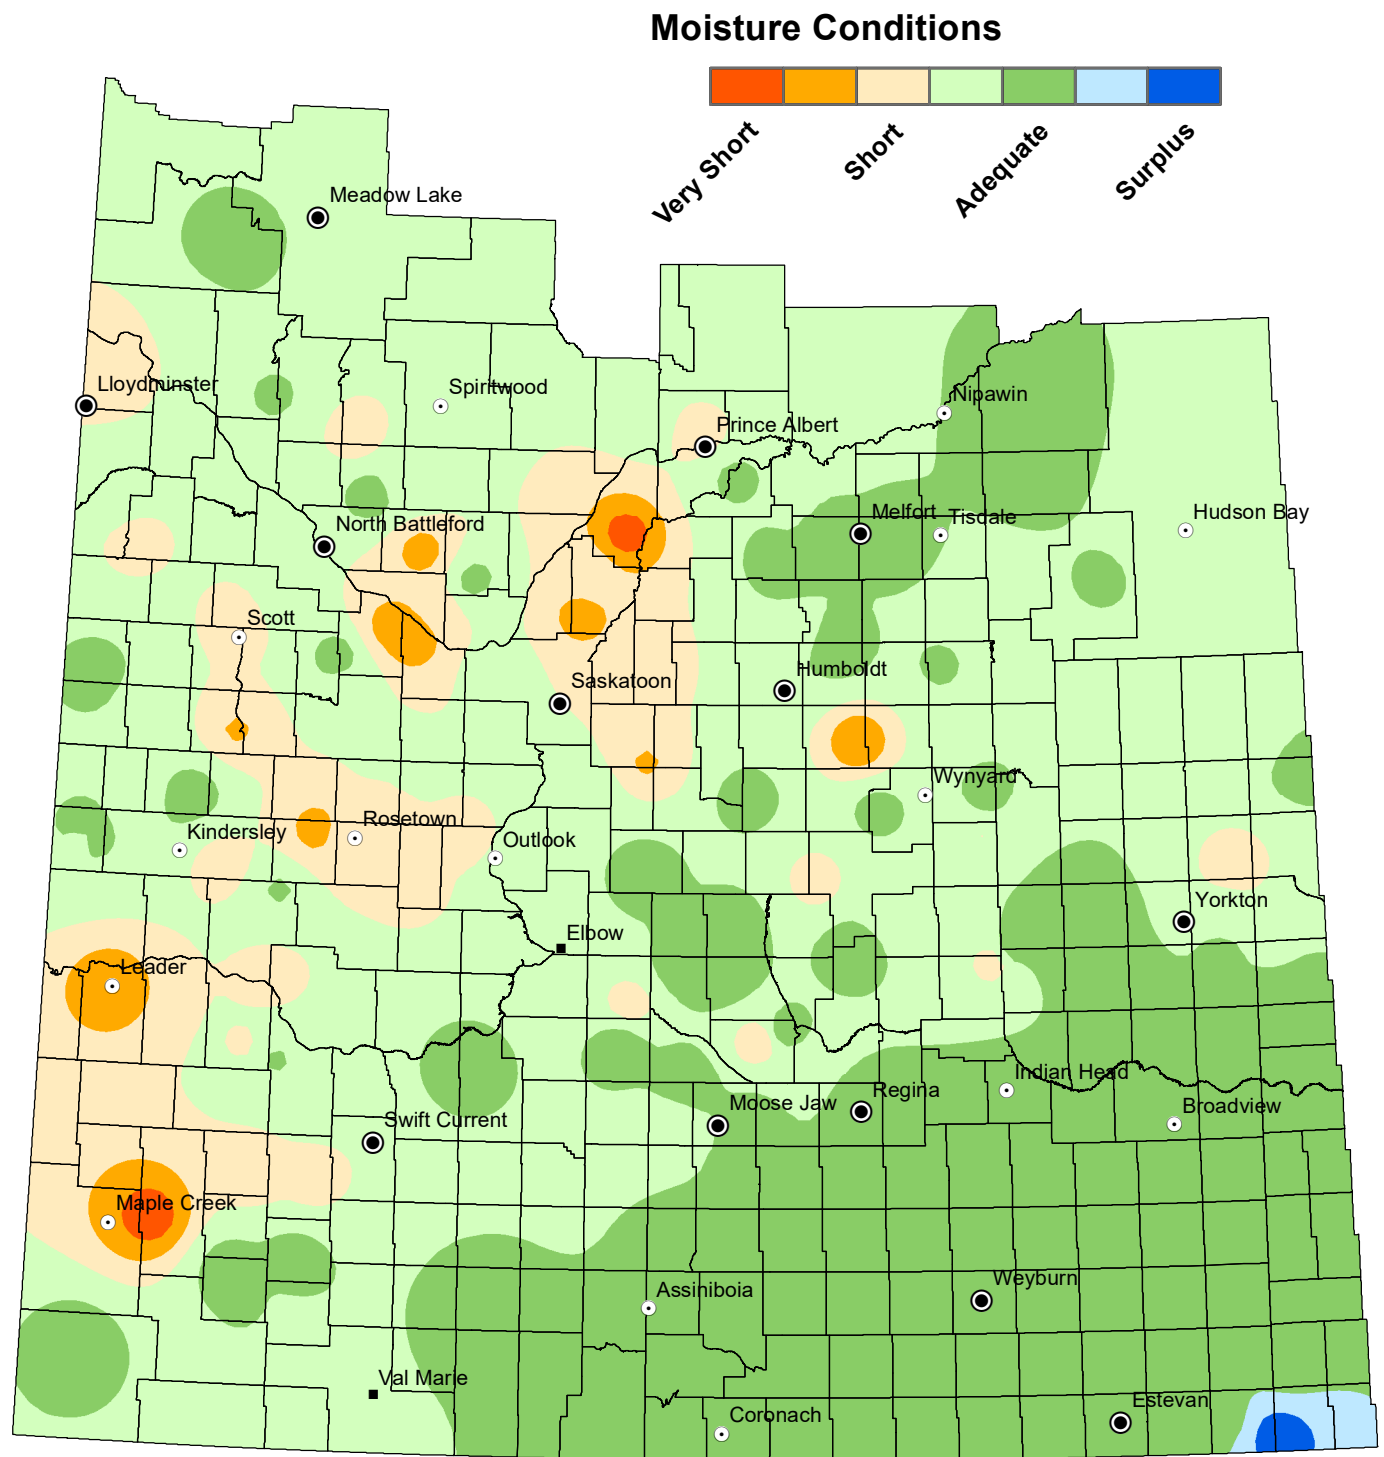 Moisture Conditions
Very Short
Short
Adequate
Surplus
Meadow Lake
Lloydminster
Spiritwood
Nipawin
Prince Albert
Hudson Bay
Melfort
Tisdale
North Battleford
Scott
Humboldt
Saskatoon
Wynyard
Rosetown
Kindersley
Outlook
Yorkton
Elbow
Leader
Indian Head
Regina
Moose Jaw
Broadview
Swift Current
Maple Creek
Weyburn
Assiniboia
Val Marie
Estevan
Coronach